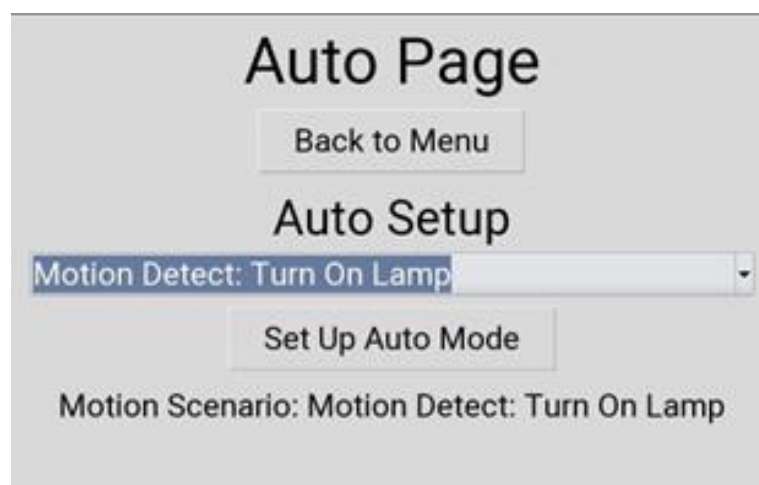 Auto Page
Back to Menu
Auto Setup
Motion Detect: Turn On Lamp
Set Up Auto Mode
Motion Scenario: Motion Detect: Turn On Lamp